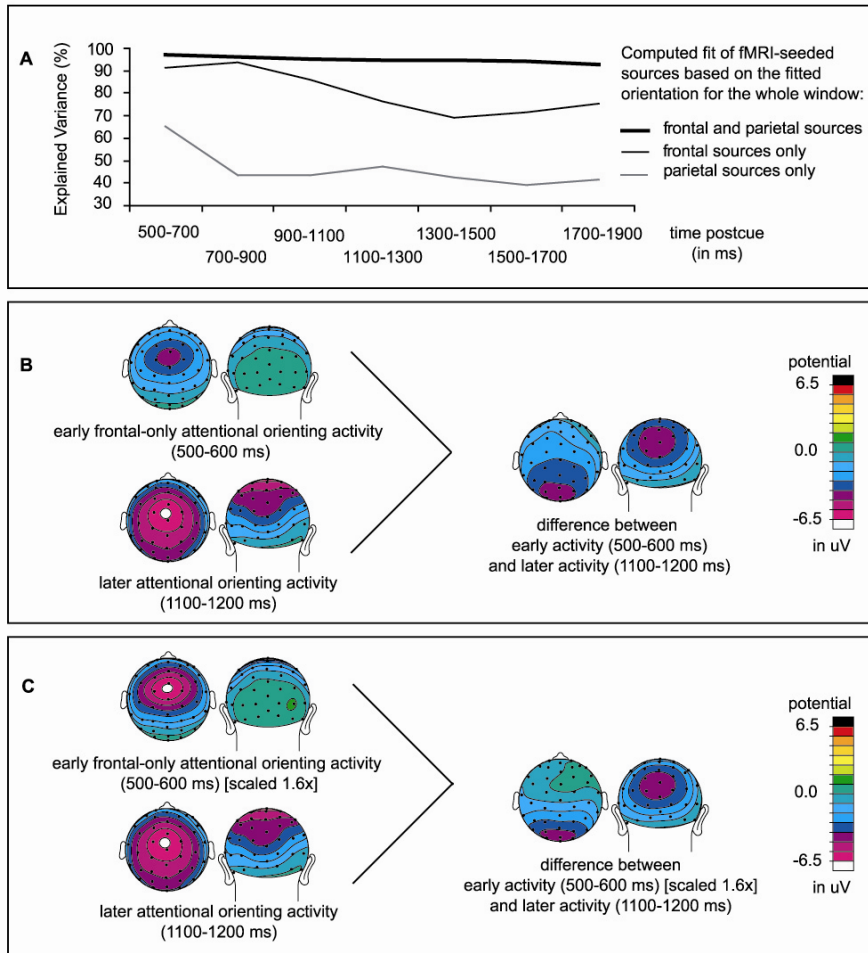 A
Explained Variance (%)
100
90
80
70
60
50
40
30
500-700
700-900
900-1100
1100-1300
1300-1500
1500-1700
1700-1900
time postcue
(in ms)
Computed fit of fMRI-seeded
sources based on the fitted
orientation for the whole window:
frontal and parietal sources
frontal sources only
parietal sources only
B
early frontal-only attentional orienting activity
(500-600 ms)
later attentional orienting activity
(1100-1200 ms)
difference between
early activity (500-600 ms)
and later activity (1100-1200 ms)
potential
6.5
0.0
-6.5
in uV
C
early frontal-only attentional orienting activity
(500-600 ms) [scaled 1.6x]
later attentional orienting activity
(1100-1200 ms)
difference between
early activity (500-600 ms) [scaled 1.6x]
and later activity (1100-1200 ms)
potential
6.5
0.0
-6.5
in uV